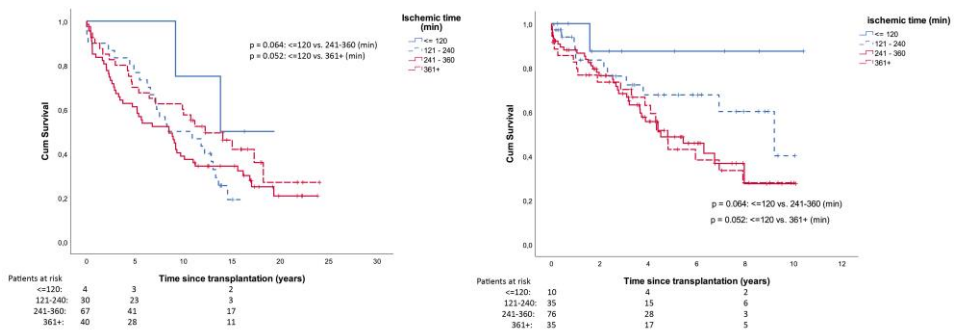 Ischemic time
(min)
<= 120
121 - 240
241 - 360
361+
p = 0.064: <=120 vs. 241-360 (min)
p = 0.052: <=120 vs. 361+ (min)
Cum Survival
1,0
0,8
0,6
0,4
0,2
0,0
0 5 10 15 20 25 30
Time since transplantation (years)
Patients at risk
<=120: 4 3 2
121-240: 30 23 3
241-360: 67 41 17
361+: 40 28 11
ischemic time
(min)
<= 120
121 - 240
241 - 360
361+
Cum Survival
1,0
0,8
0,6
0,4
0,2
0,0
p = 0.064: <=120 vs. 241-360 (min)
p = 0.052: <=120 vs. 361+ (min)
0 2 4 6 8 10 12
Time since transplantation (years)
Patients at risk
<=120: 10 4 2
121-240: 35 15 6
241-360: 76 28 3
361+: 35 17 5